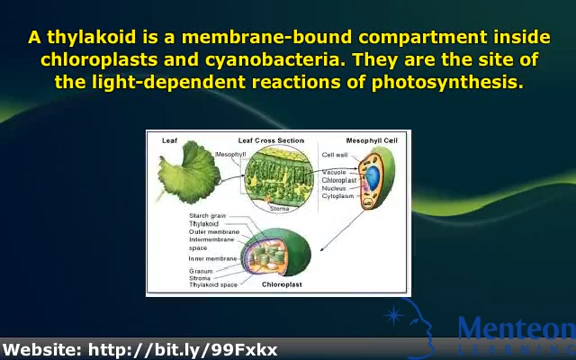 A thylakoid is a membrane-bound compartment inside
chloroplasts and cyanobacteria. They are the site of
the light-dependent reactions of photosynthesis.
Leaf
Leaf Cross Section
Mesophyll Cell
Mesophyll
Stoma
Cell wall
Vacuole
Chloroplast
Nucleus
Cytoplasm
Starch grain
Thylakoid
Outer membrane
Intermembrane
space
Inner membrane
Granum
Stroma
Thylakoid space
Chloroplast
Menteon
LEARNING
Website: http://bit.ly/99Fxkx